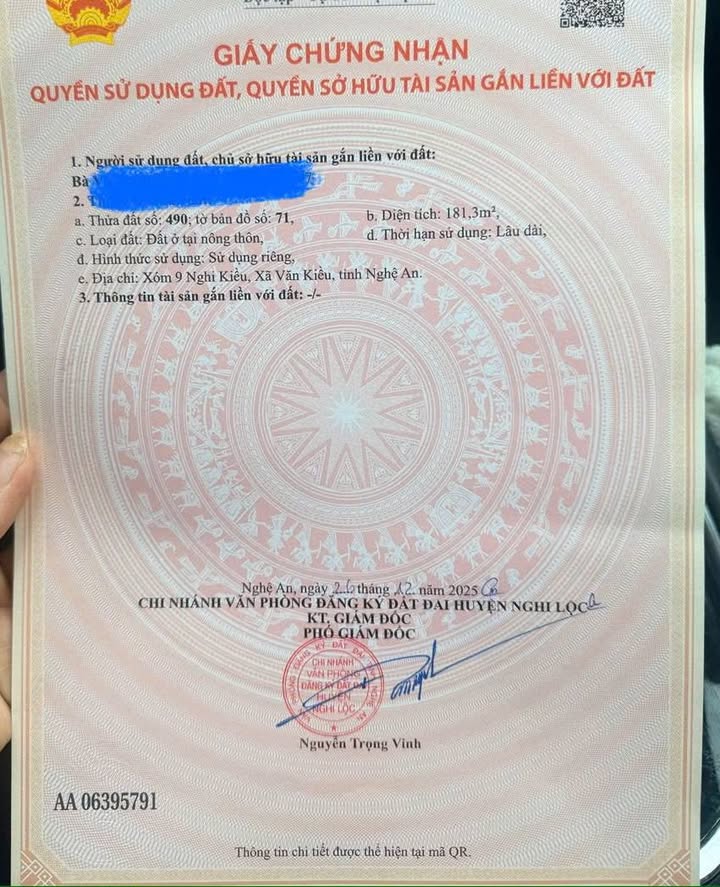 GIẤY CHỨNG NHẬN
QUYỀN SỬ DỤNG ĐẤT, QUYỀN SỞ HỮU TÀI SẢN GẮN LIỀN VỚI ĐẤT
1. Người sử dụng đất, chủ sở hữu tài sản gắn liền với đất:
Bà
2.
a. Thửa đất số: 490; tờ bản đồ số: 71, b. Diện tích: 181,3m²,
c. Loại đất: Đất ở tại nông thôn, d. Thời hạn sử dụng: Lâu dài,
đ. Hình thức sử dụng: Sử dụng riêng,
e. Địa chỉ: Xóm 9 Nghi Kiều, Xã Văn Kiều, tỉnh Nghệ An.
3. Thông tin tài sản gắn liền với đất: -/-
Nghệ An, ngày 26 tháng 12 năm 2025
CHI NHÁNH VĂN PHÒNG ĐĂNG KÝ ĐẤT ĐAI HUYỆN NGHI LỘC
KT. GIÁM ĐỐC
PHÓ GIÁM ĐỐC
CHI NHÁNH
VĂN PHÒNG
ĐĂNG KÝ ĐẤT ĐAI
HUYỆN
NGHI LỘC
Nguyễn Trọng Vinh
AA 06395791
Thông tin chi tiết được thể hiện tại mã QR.